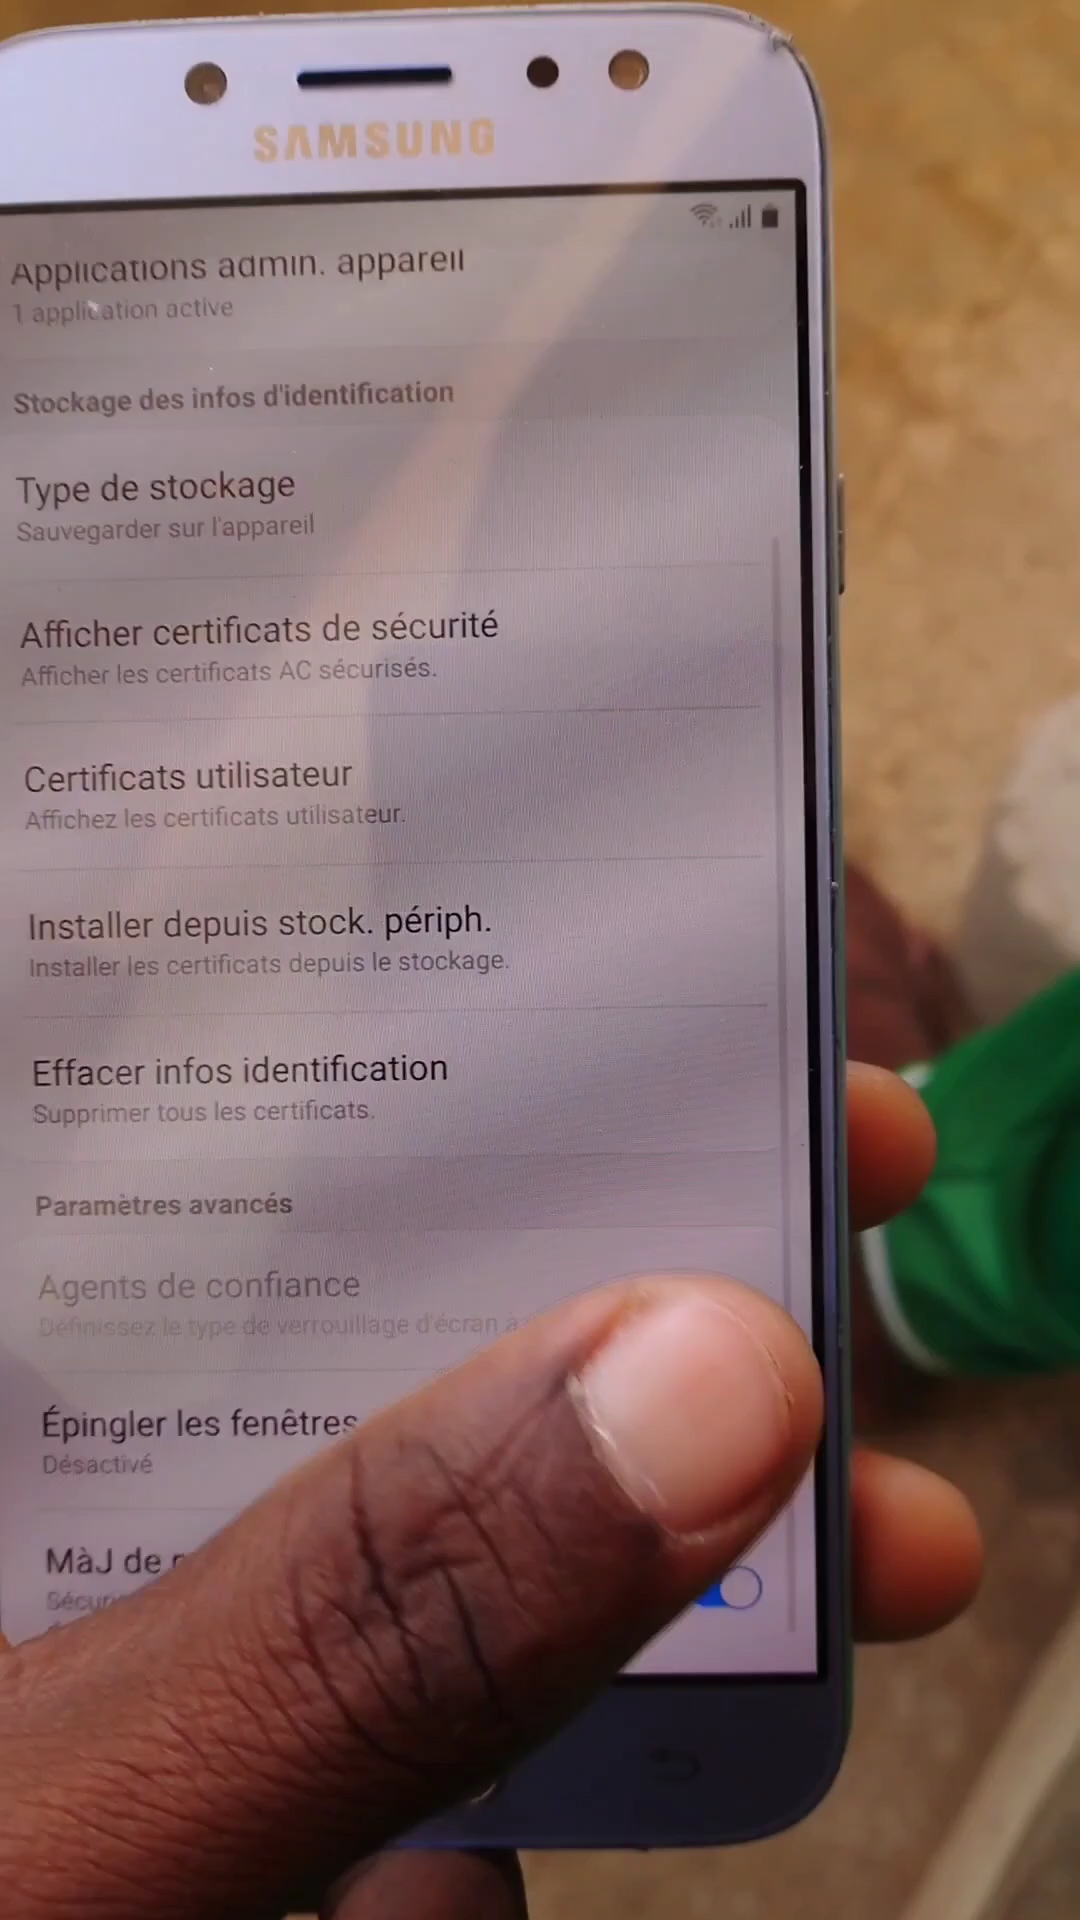 SAMSUNG
Applications admin. appareil
1 application active
Stockage des infos d'identification
Type de stockage
Sauvegarder sur l'appareil
Afficher certificats de sécurité
Afficher les certificats AC sécurisés.
Certificats utilisateur
Affichez les certificats utilisateur.
Installer depuis stock. périph.
Installer les certificats depuis le stockage.
Effacer infos identification
Supprimer tous les certificats.
Paramètres avancés
Agents de confiance
Définissez le type de verrouillage d'écran
Épingler les fenêtres
Désactivé
MàJ de